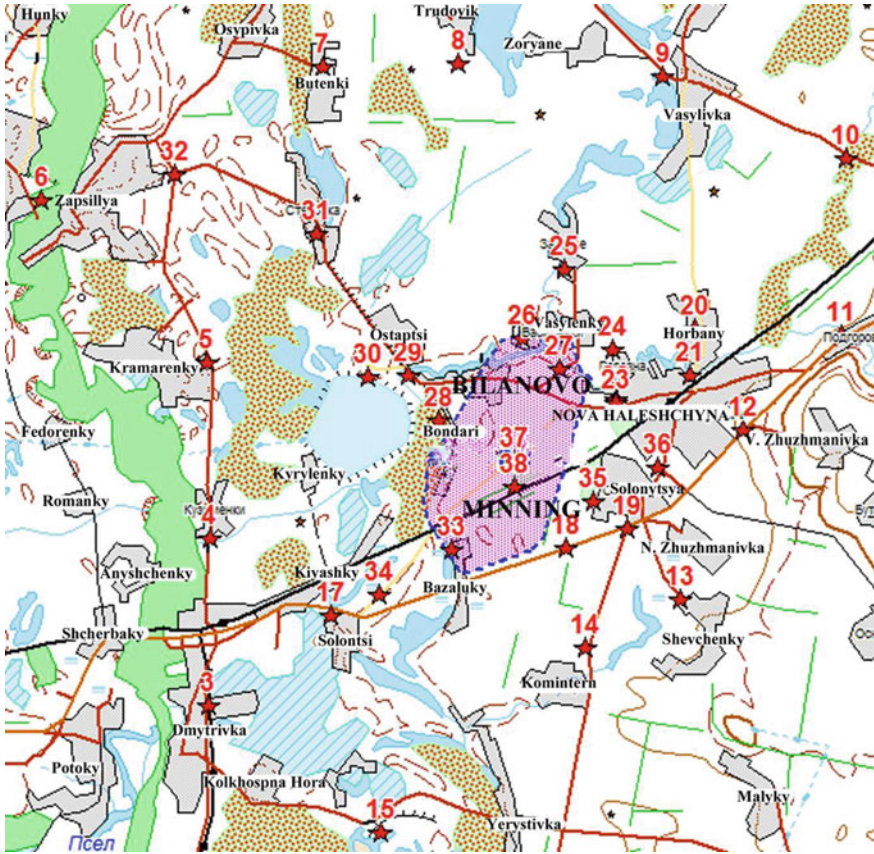 Hunky
Trudovik
Osypivka
7
8
Zoryane
9
Butenki
Vasylivka
10
32
6
Zapsillya
31
25
26
Vasylenky
24
20
11
Horbany
Ostaptsi
5
30
29
27
21
Kramarenky
BILANOVO
23
28
NOVA HALESHCHYNA
12
Bondari
Fedorenky
37
V. Zhuzhmanivka
Kyrylenky
38
36
Romanky
MINNING
35
Solonytsya
4
33
18
19
Anyshchenky
Kivashky
34
N. Zhuzhmanivka
17
Bazaluky
13
Shcherbaky
Solontsi
14
Shevchenky
Komintern
3
Dmytrivka
Potoky
Kolkhospna Hora
Malyky
15
Yerystivka
Псел